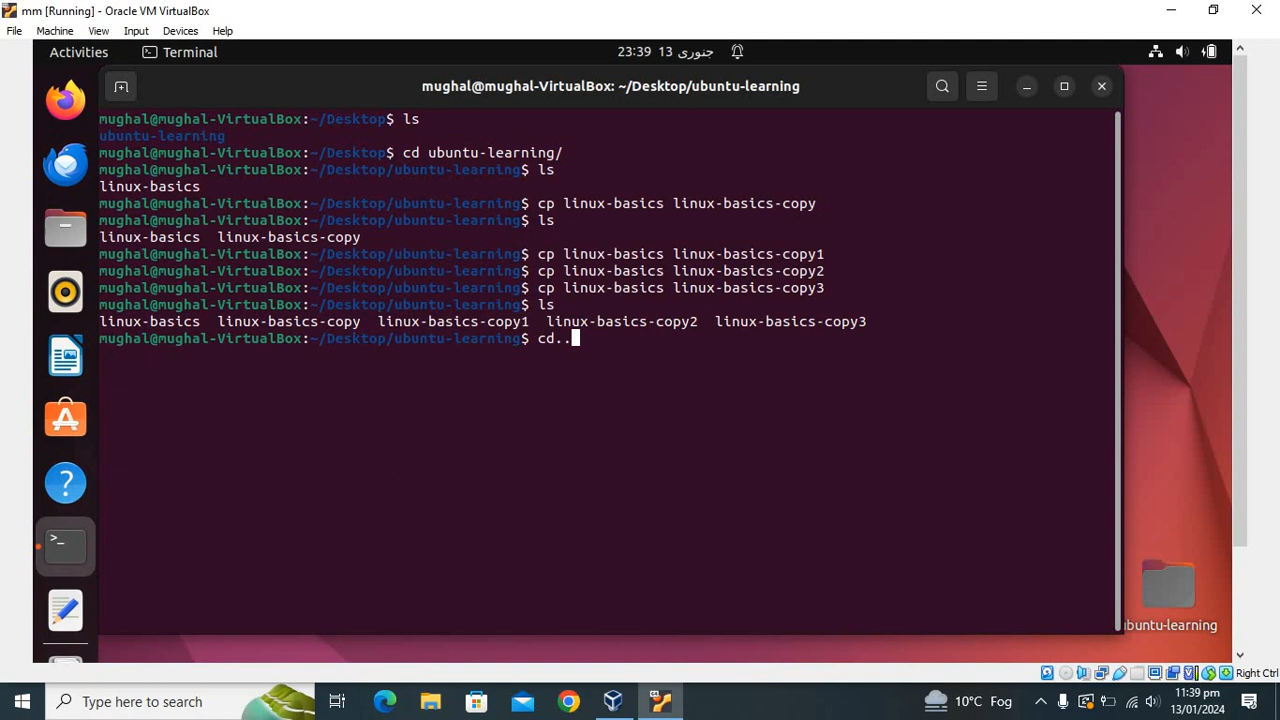 mm [Running] - Oracle VM VirtualBox
File Machine View Input Devices Help
Activities Terminal 23:39 13 جنوری
mughal@mughal-VirtualBox: ~/Desktop/ubuntu-learning
mughal@mughal-VirtualBox:~/Desktop$ ls
ubuntu-learning
mughal@mughal-VirtualBox:~/Desktop$ cd ubuntu-learning/
mughal@mughal-VirtualBox:~/Desktop/ubuntu-learning$ ls
linux-basics
mughal@mughal-VirtualBox:~/Desktop/ubuntu-learning$ cp linux-basics linux-basics-copy
mughal@mughal-VirtualBox:~/Desktop/ubuntu-learning$ ls
linux-basics linux-basics-copy
mughal@mughal-VirtualBox:~/Desktop/ubuntu-learning$ cp linux-basics linux-basics-copy1
mughal@mughal-VirtualBox:~/Desktop/ubuntu-learning$ cp linux-basics linux-basics-copy2
mughal@mughal-VirtualBox:~/Desktop/ubuntu-learning$ cp linux-basics linux-basics-copy3
mughal@mughal-VirtualBox:~/Desktop/ubuntu-learning$ ls
linux-basics linux-basics-copy linux-basics-copy1 linux-basics-copy2 linux-basics-copy3
mughal@mughal-VirtualBox:~/Desktop/ubuntu-learning$ cd..
ubuntu-learning
Right Ctrl
Type here to search
10°C Fog
11:39 pm
13/01/2024